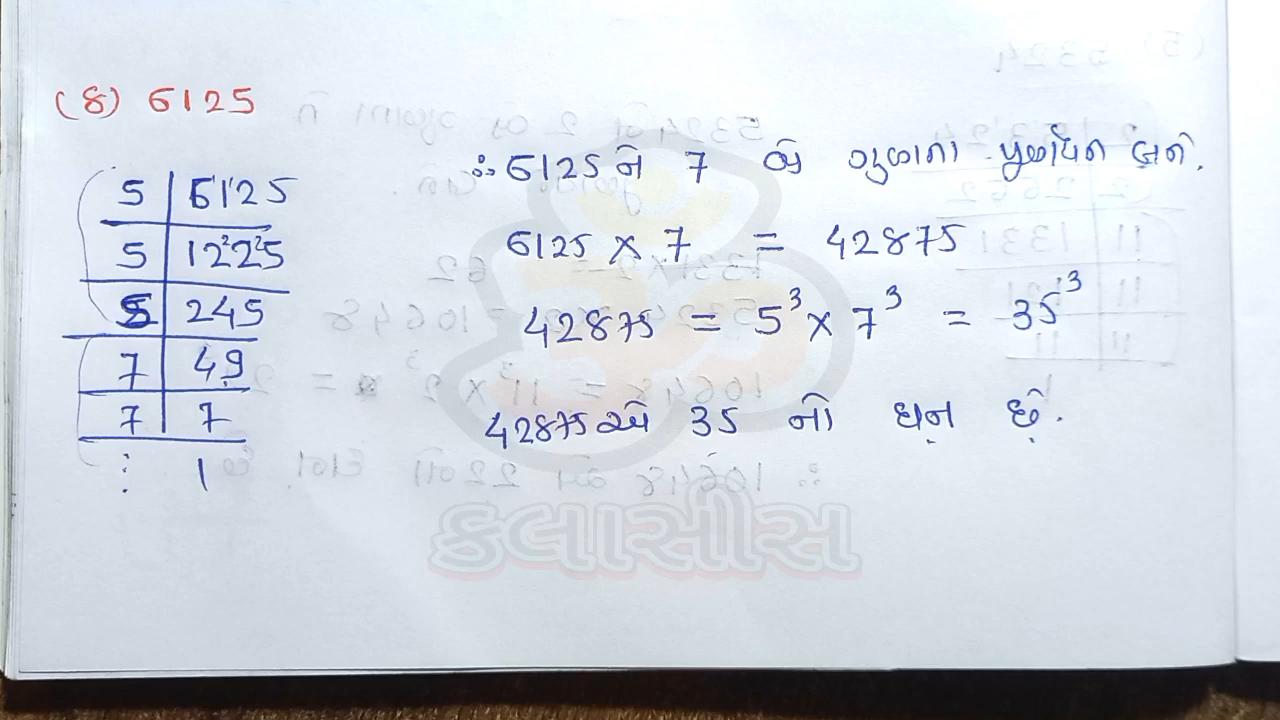 (8) 6125
5 | 6125
5 | 1225
5 | 245
7 | 49
7 | 7
⋮ 1
∴ 6125 ને 7 વડે ગુણતા પૂર્ણઘન બને.
6125 × 7 = 42875
42875 = 5³ × 7³ = 35³
42875 એ 35 નો ઘન છે.
કલાસીસ